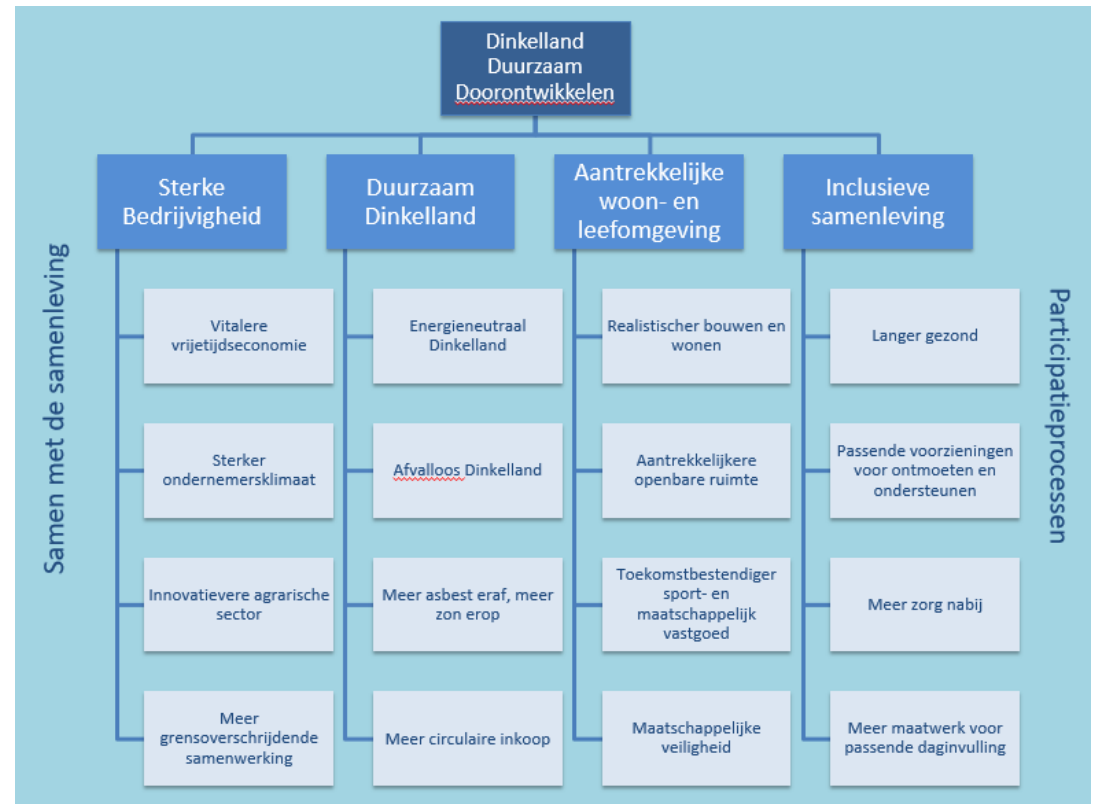 Dinkelland
Duurzaam
Doorontwikkelen
Sterke
Bedrijvigheid
Duurzaam
Dinkelland
Aantrekkelijke
woon- en
leefomgeving
Inclusieve
samenleving
Samen met de samenleving
Vitalere
vrijetijdseconomie
Sterker
ondernemersklimaat
Innovatievere agrarische
sector
Meer
grensoverschrijdende
samenwerking
Energieneutraal
Dinkelland
Afvalloos Dinkelland
Meer asbest eraf, meer
zon erop
Meer circulaire inkoop
Realistischer bouwen en
wonen
Aantrekkelijkere
openbare ruimte
Toekomstbestendiger
sport- en
maatschappelijk
vastgoed
Maatschappelijke
veiligheid
Langer gezond
Passende voorzieningen
voor ontmoeten en
ondersteunen
Meer zorg nabij
Meer maatwerk voor
passende daginvulling
Participatieprocessen